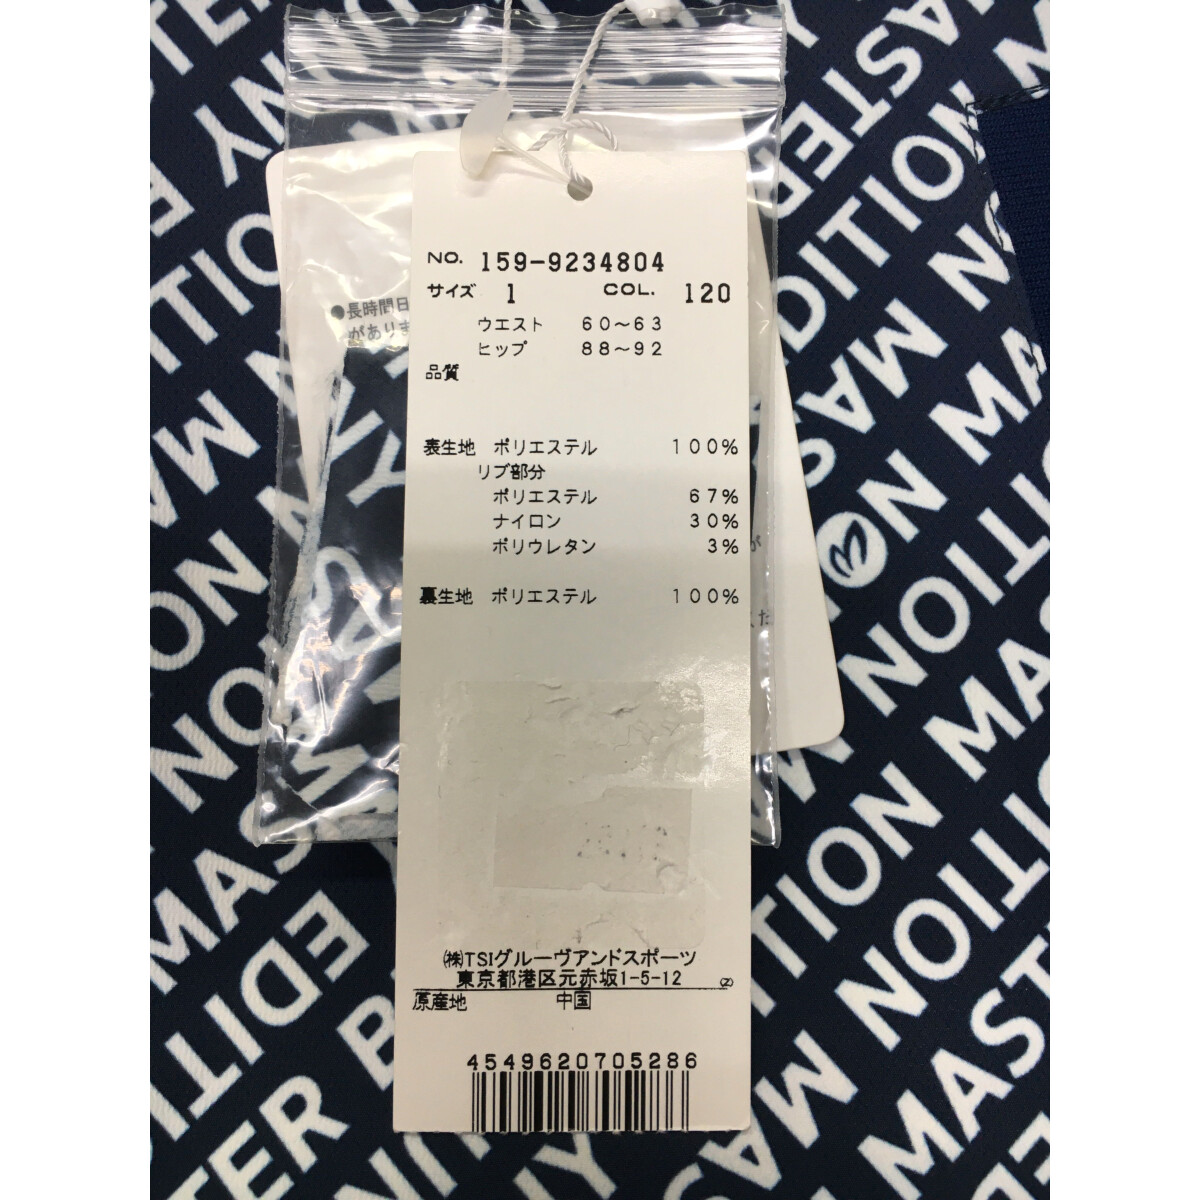 NO. 159-9234804
サイズ 1 COL. 120
ウエスト 60～63
ヒップ 88～92
品質
表生地 ポリエステル 100%
リブ部分
ポリエステル 67%
ナイロン 30%
ポリウレタン 3%
裏生地 ポリエステル 100%
㈱TSIグルーヴアンドスポーツ
東京都港区元赤坂1-5-12 (Z)
原産地 中国
4549620705286
●長時間日
がありま
が
くた
MASTER
EDITION
MASTER BUNNY EDITION